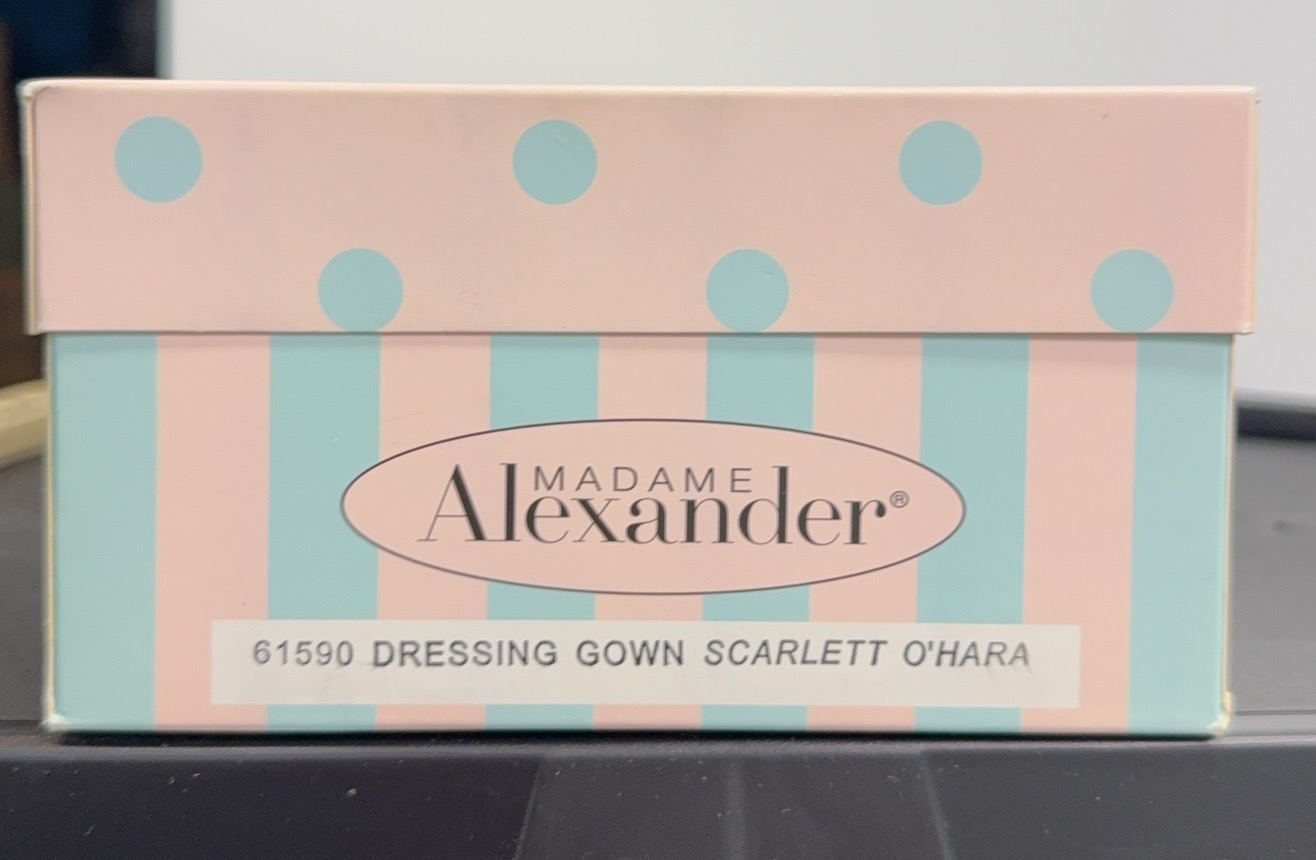 MADAME
Alexander®
61590 DRESSING GOWN SCARLETT O'HARA